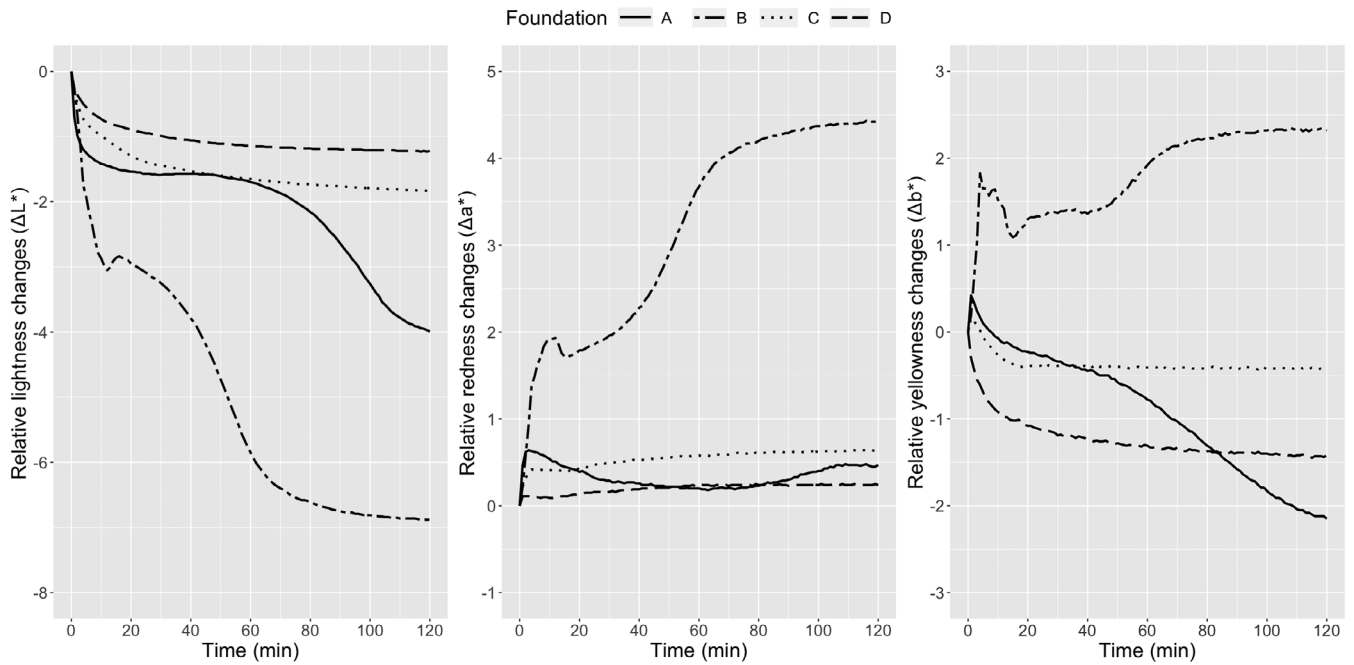 Foundation A B C D
Relative lightness changes (ΔL*)
0
-2
-4
-6
-8
0 20 40 60 80 100 120
Time (min)
Relative redness changes (Δa*)
5
4
3
2
1
0
-1
0 20 40 60 80 100 120
Time (min)
Relative yellowness changes (Δb*)
3
2
1
0
-1
-2
-3
0 20 40 60 80 100 120
Time (min)